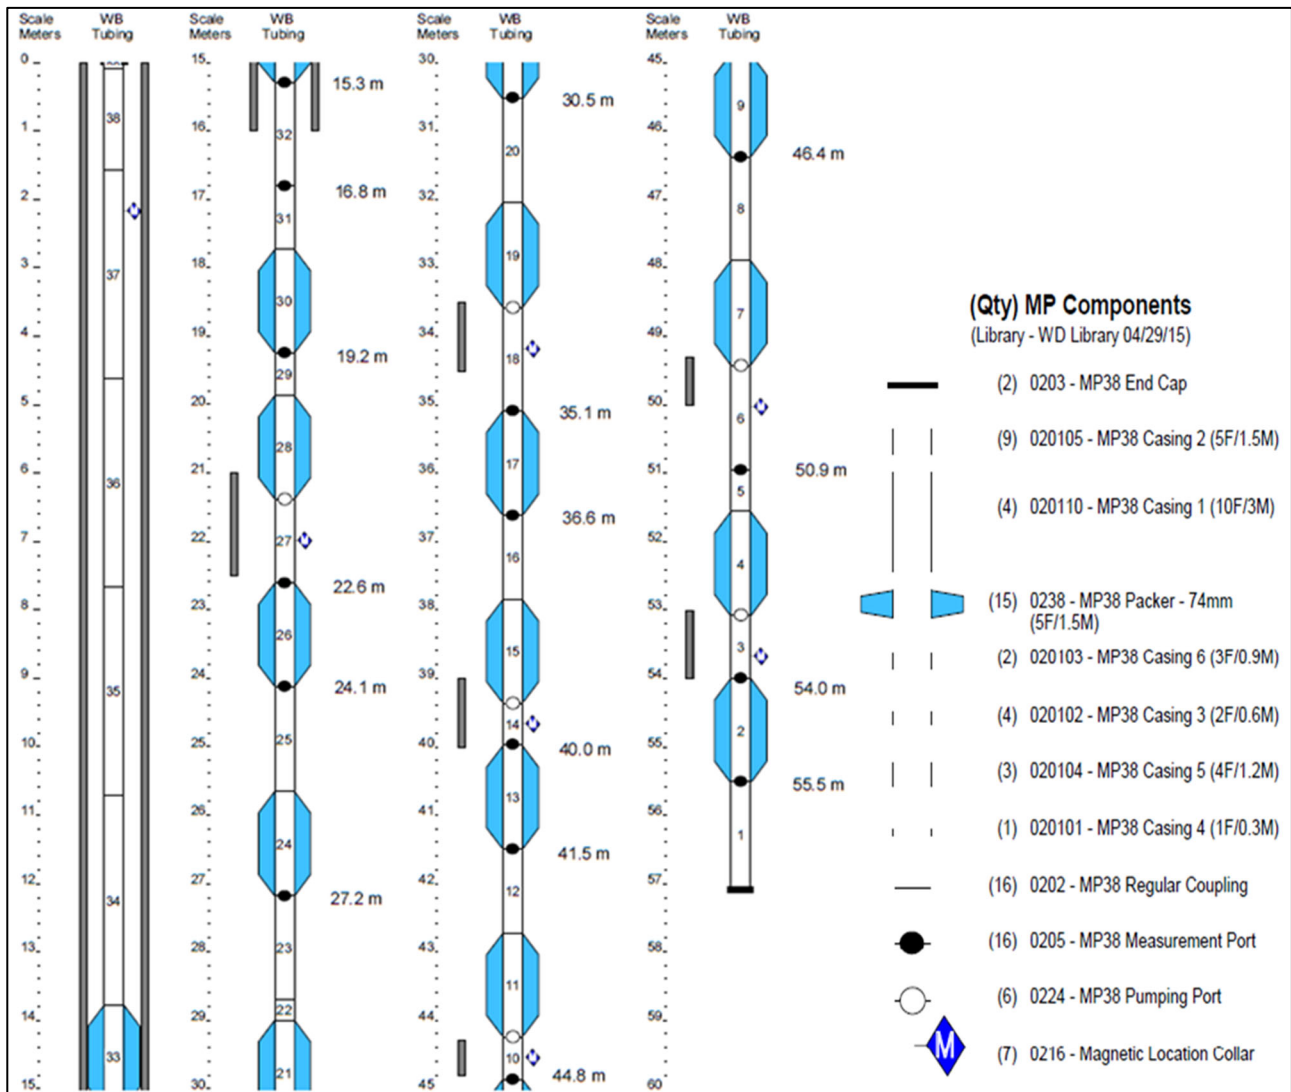 Scale
Meters
WB
Tubing
0
38
1
2
M
37
3
4
5
36
6
7
8
35
9
10
11
12
34
13
14
33
15
Scale
Meters
WB
Tubing
15
15.3 m
16
32
16.8 m
17
31
18
30
19
19.2 m
29
20
28
21
22
27
M
22.6 m
23
26
24
24.1 m
25
25
26
24
27
27.2 m
23
28
22
29
21
30
Scale
Meters
WB
Tubing
30
30.5 m
31
20
32
19
33
34
18
M
35
35.1 m
17
36
36.6 m
37
16
38
15
39
14
M
40
40.0 m
13
41
41.5 m
42
12
43
11
44
10
M
44.8 m
45
Scale
Meters
WB
Tubing
45
9
46
46.4 m
47
8
48
7
49
50
6
M
51
50.9 m
5
52
4
53
3
M
54
54.0 m
2
55
55.5 m
56
1
57
58
59
60
(Qty) MP Components
(Library - WD Library 04/29/15)
(2) 0203 - MP38 End Cap
(9) 020105 - MP38 Casing 2 (5F/1.5M)
(4) 020110 - MP38 Casing 1 (10F/3M)
(15) 0238 - MP38 Packer - 74mm
(5F/1.5M)
(2) 020103 - MP38 Casing 6 (3F/0.9M)
(4) 020102 - MP38 Casing 3 (2F/0.6M)
(3) 020104 - MP38 Casing 5 (4F/1.2M)
(1) 020101 - MP38 Casing 4 (1F/0.3M)
(16) 0202 - MP38 Regular Coupling
(16) 0205 - MP38 Measurement Port
(6) 0224 - MP38 Pumping Port
M
(7) 0216 - Magnetic Location Collar